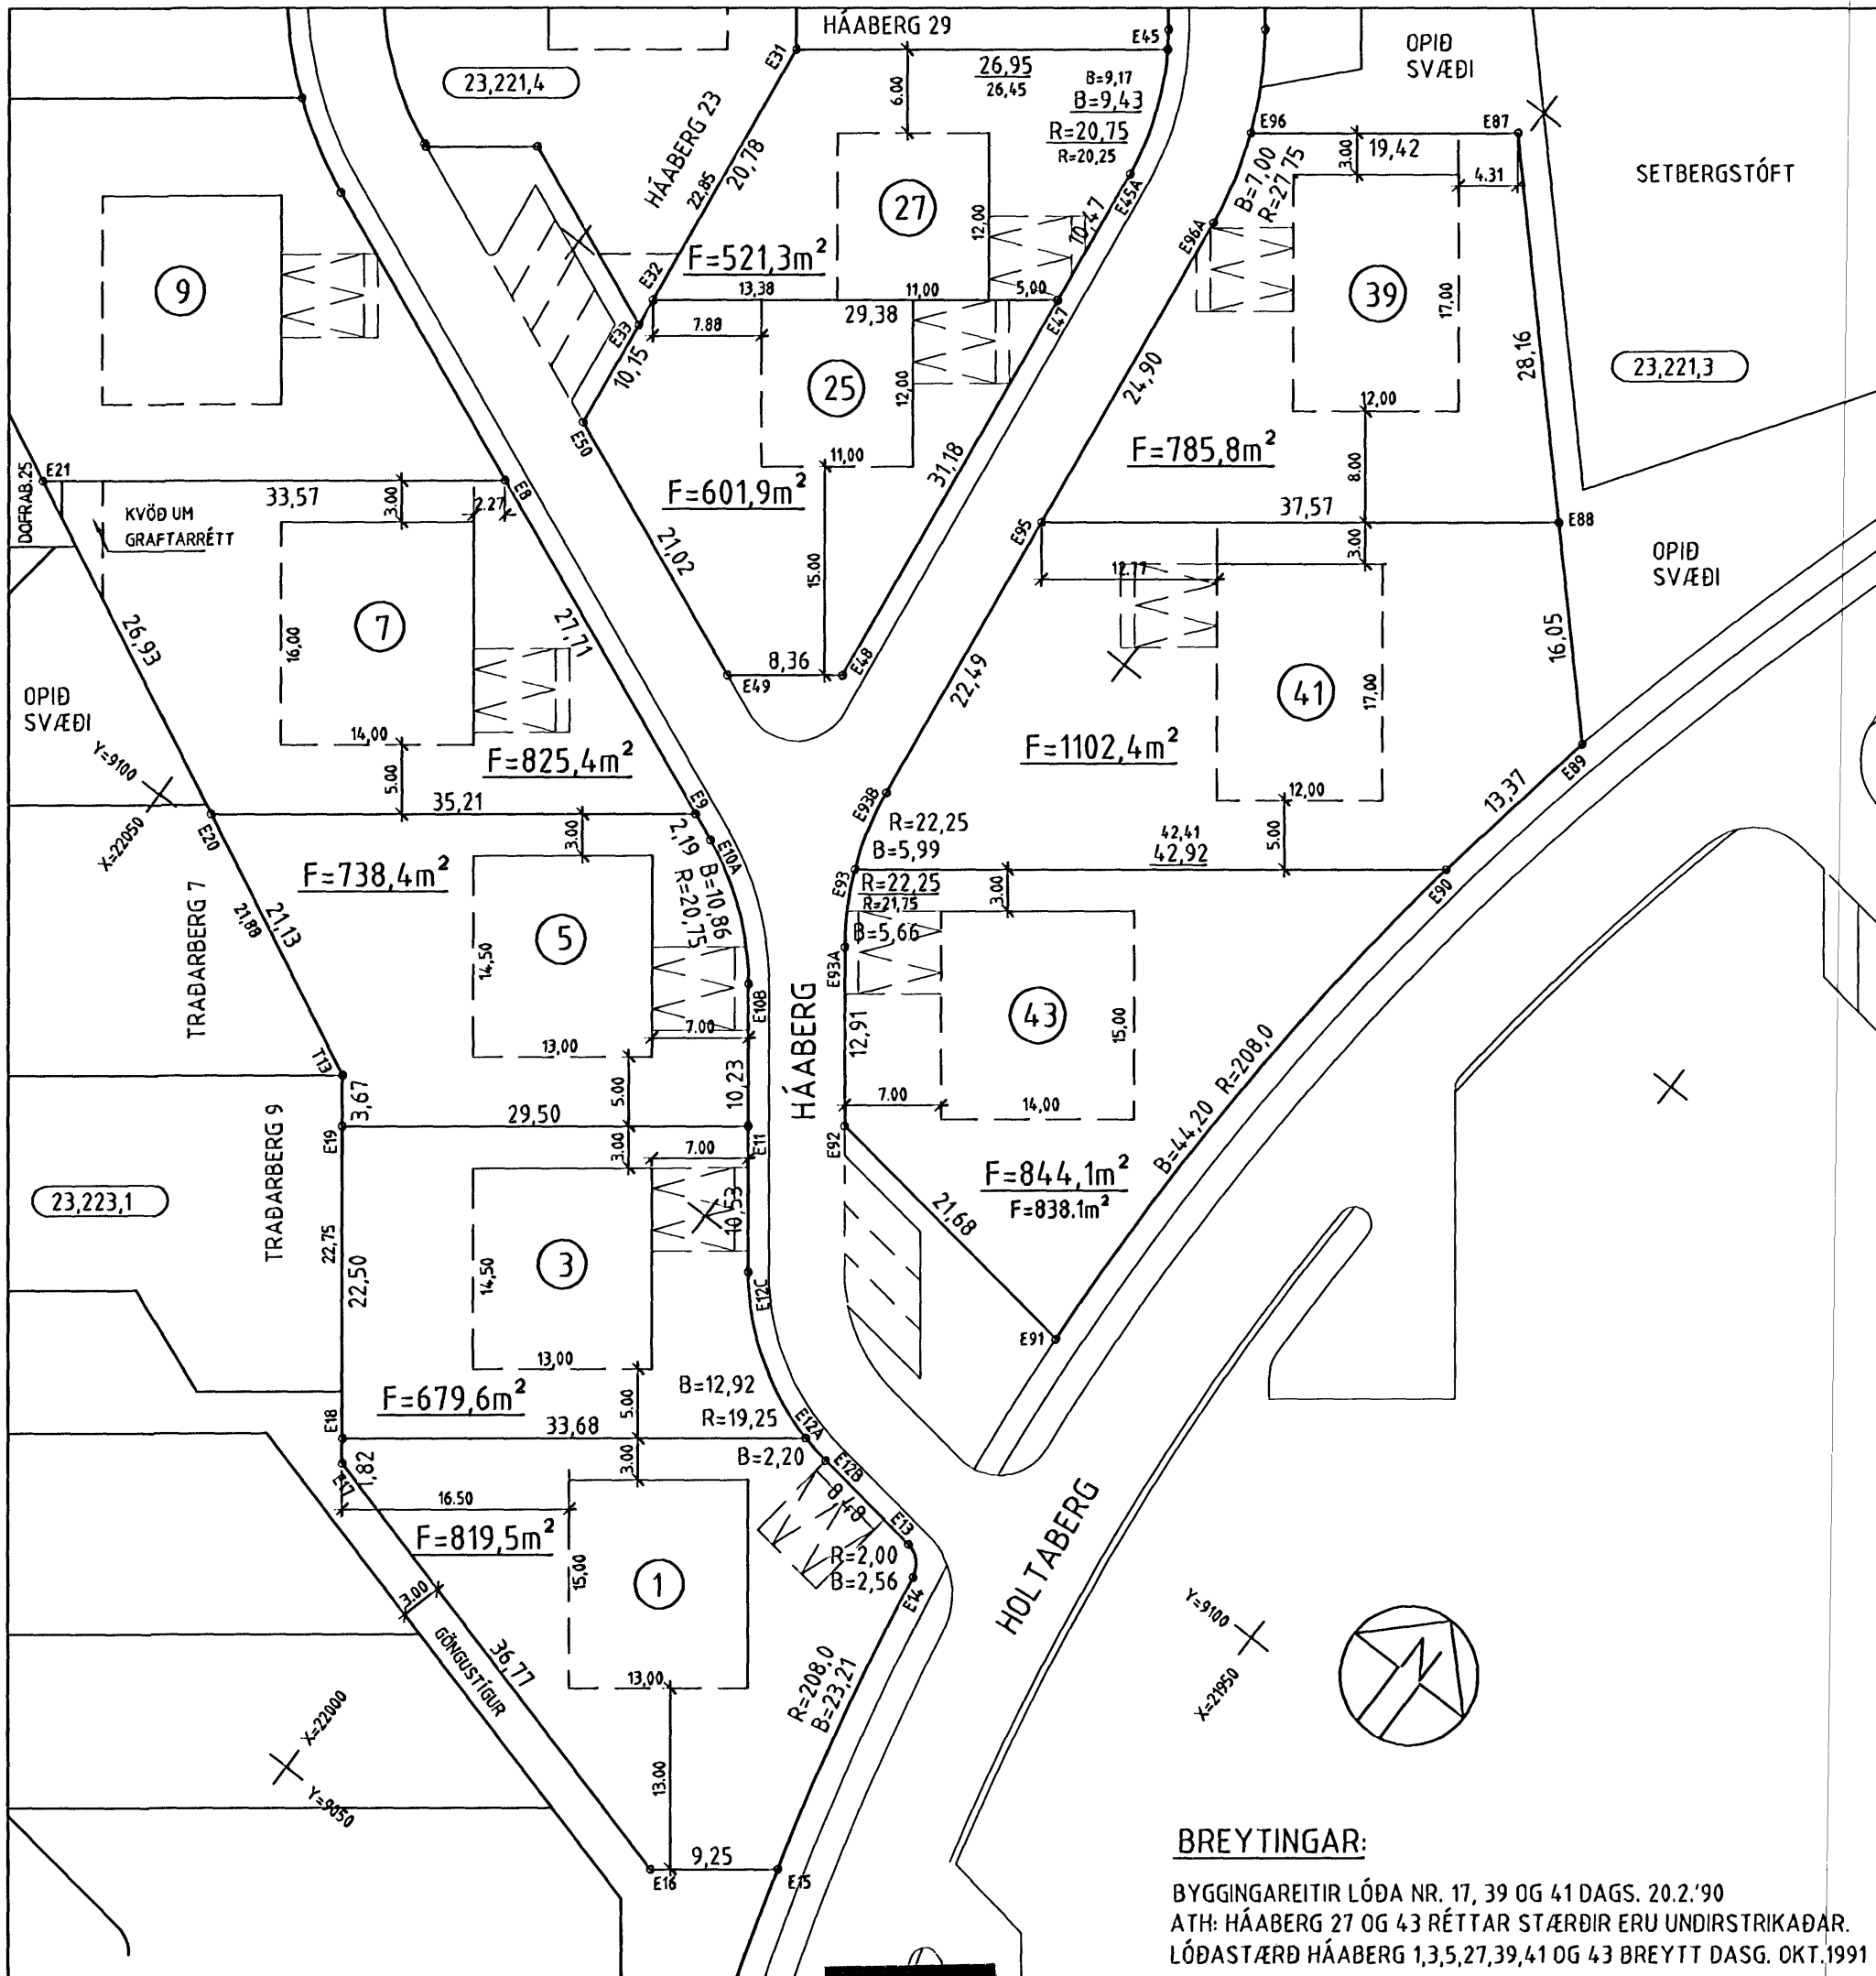 HÁABERG 29
E31
E45
OPIÐ
SVÆÐI
23,221,4
26,95
26,45
B=9,17
B=9,43
R=20,75
R=20,25
6.00
HÁABERG 23
22,85
20,78
E96
E87
3.00
19,42
4.31
B=7,00
R=27,75
SETBERGSTÓFT
27
12,00
E45A
10,47
E96A
9
E32
F=521,3m²
13,38
11,00
5,00
29,38
7.88
E33
10,15
E47
39
17,00
28,16
23,221,3
25
12,00
24,90
12,00
E50
11,00
F=601,9m²
31,18
F=785,8m²
8.00
DOFRAB.25
E21
33,57
3.00
2.27
E8
KVÖÐ UM
GRAFTARRÉTT
21,02
15.00
E95
37,57
E88
3.00
12.77
OPIÐ
SVÆÐI
26,93
16,00
7
27,71
16,05
8,36
E49
E48
22,49
41
17,00
OPIÐ
SVÆÐI
Y=9100
X=22050
14,00
5.00
F=825,4m²
F=1102,4m²
12,00
E89
13,37
E20
35,21
E9
3.00
2,19
E10A
E93B
R=22,25
B=5,99
42,41
42,92
5.00
F=738,4m²
B=10,86
R=20,75
E93
R=22,25
R=21,75
B=5,66
3.00
E90
TRAÐARBERG 7
21,88
21,13
14,50
5
E10B
E93A
7.00
13,00
HÁABERG
12,91
43
15,00
T13
3,67
5.00
10,23
7.00
14,00
R=208,0
B=44,20
E19
29,50
E11
E92
3.00
7.00
TRAÐARBERG 9
23,223,1
22,75
22,50
14,50
3
10,53
E12C
21,68
F=844,1m²
F=838.1m²
E91
13,00
F=679,6m²
5.00
B=12,92
R=19,25
E18
33,68
E12A
1,82
3.00
B=2,20
E12B
E17
16.50
8,48
E13
F=819,5m²
15,00
1
R=2,00
B=2,56
E14
3.00
GÖNGUSTÍGUR
36,77
13,00
R=208,0
B=23,21
HOLTABERG
Y=9100
X=21950
X=22000
Y=9050
13.00
9,25
E16
E15
BREYTINGAR:
BYGGINGAREITIR LÓÐA NR. 17, 39 OG 41 DAGS. 20.2.'90
ATH: HÁABERG 27 OG 43 RÉTTAR STÆRÐIR ERU UNDIRSTRIKAÐAR.
LÓÐASTÆRÐ HÁABERG 1,3,5,27,39,41 OG 43 BREYTT DASG. OKT.1991